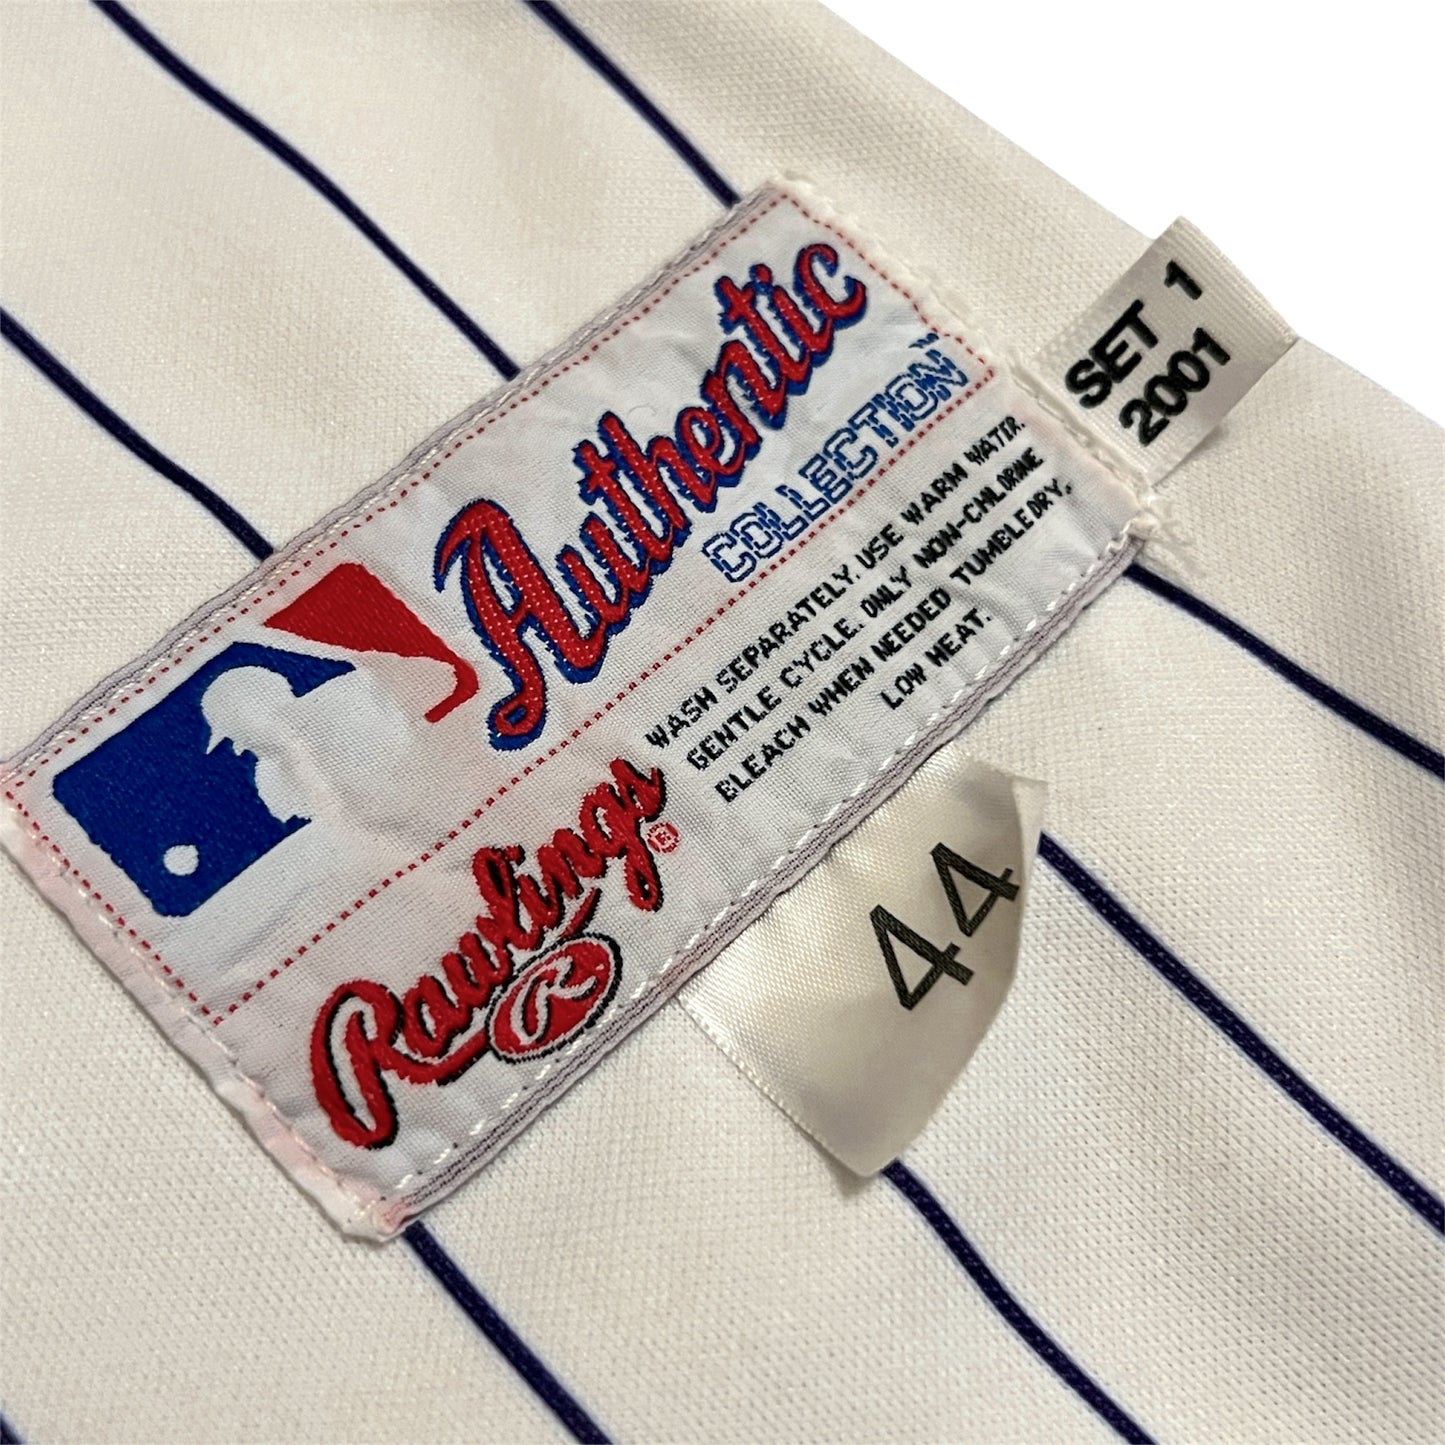 Authentic
COLLECTION™
WASH SEPARATELY. USE WARM WATER.
GENTLE CYCLE. ONLY NON-CHLORINE
BLEACH WHEN NEEDED TUMBLE DRY,
LOW HEAT.
Rawlings®
R
SET 1
2001
44